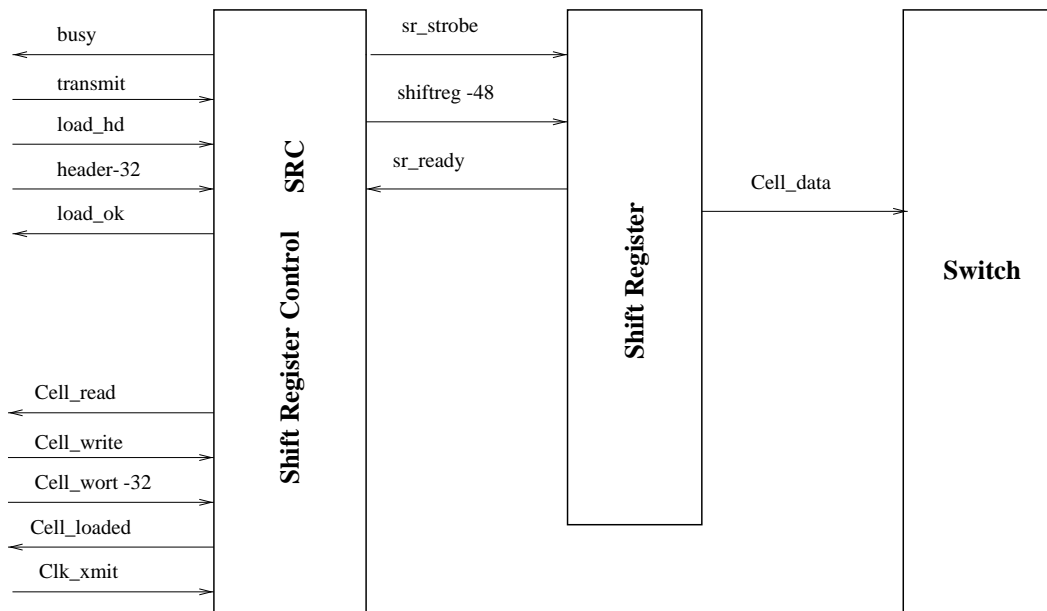 busy
transmit
load_hd
header-32
load_ok
Cell_read
Cell_write
Cell_wort -32
Cell_loaded
Clk_xmit
Shift Register Control SRC
sr_strobe
shiftreg -48
sr_ready
Shift Register
Cell_data
Switch